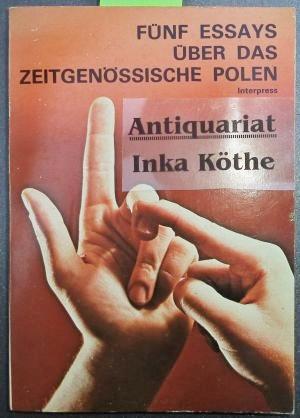 FÜNF ESSAYS
ÜBER DAS
ZEITGENÖSSISCHE POLEN
Interpress
Antiquariat
Inka Köthe